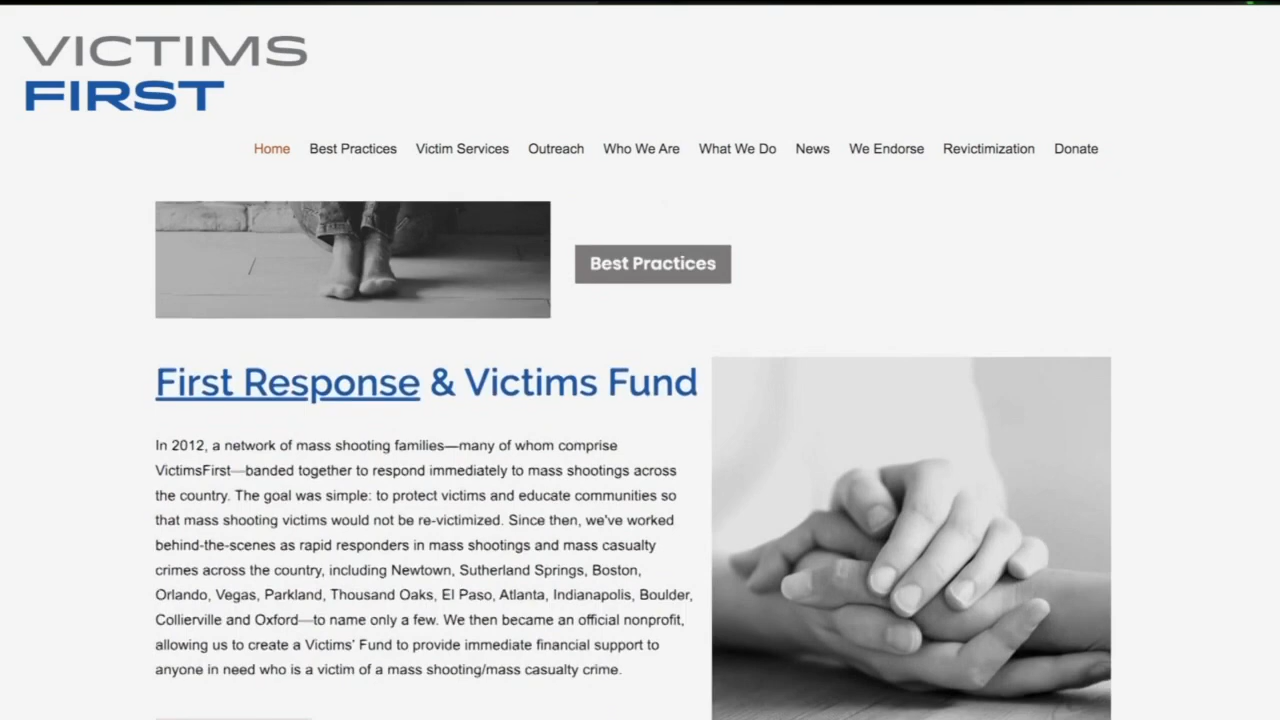 VICTIMS
FIRST
Home Best Practices Victim Services Outreach Who We Are What We Do News We Endorse Revictimization Donate
Best Practices
First Response & Victims Fund
In 2012, a network of mass shooting families—many of whom comprise
VictimsFirst—banded together to respond immediately to mass shootings across
the country. The goal was simple: to protect victims and educate communities so
that mass shooting victims would not be re-victimized. Since then, we've worked
behind-the-scenes as rapid responders in mass shootings and mass casualty
crimes across the country, including Newtown, Sutherland Springs, Boston,
Orlando, Vegas, Parkland, Thousand Oaks, El Paso, Atlanta, Indianapolis, Boulder,
Collierville and Oxford—to name only a few. We then became an official nonprofit,
allowing us to create a Victims' Fund to provide immediate financial support to
anyone in need who is a victim of a mass shooting/mass casualty crime.